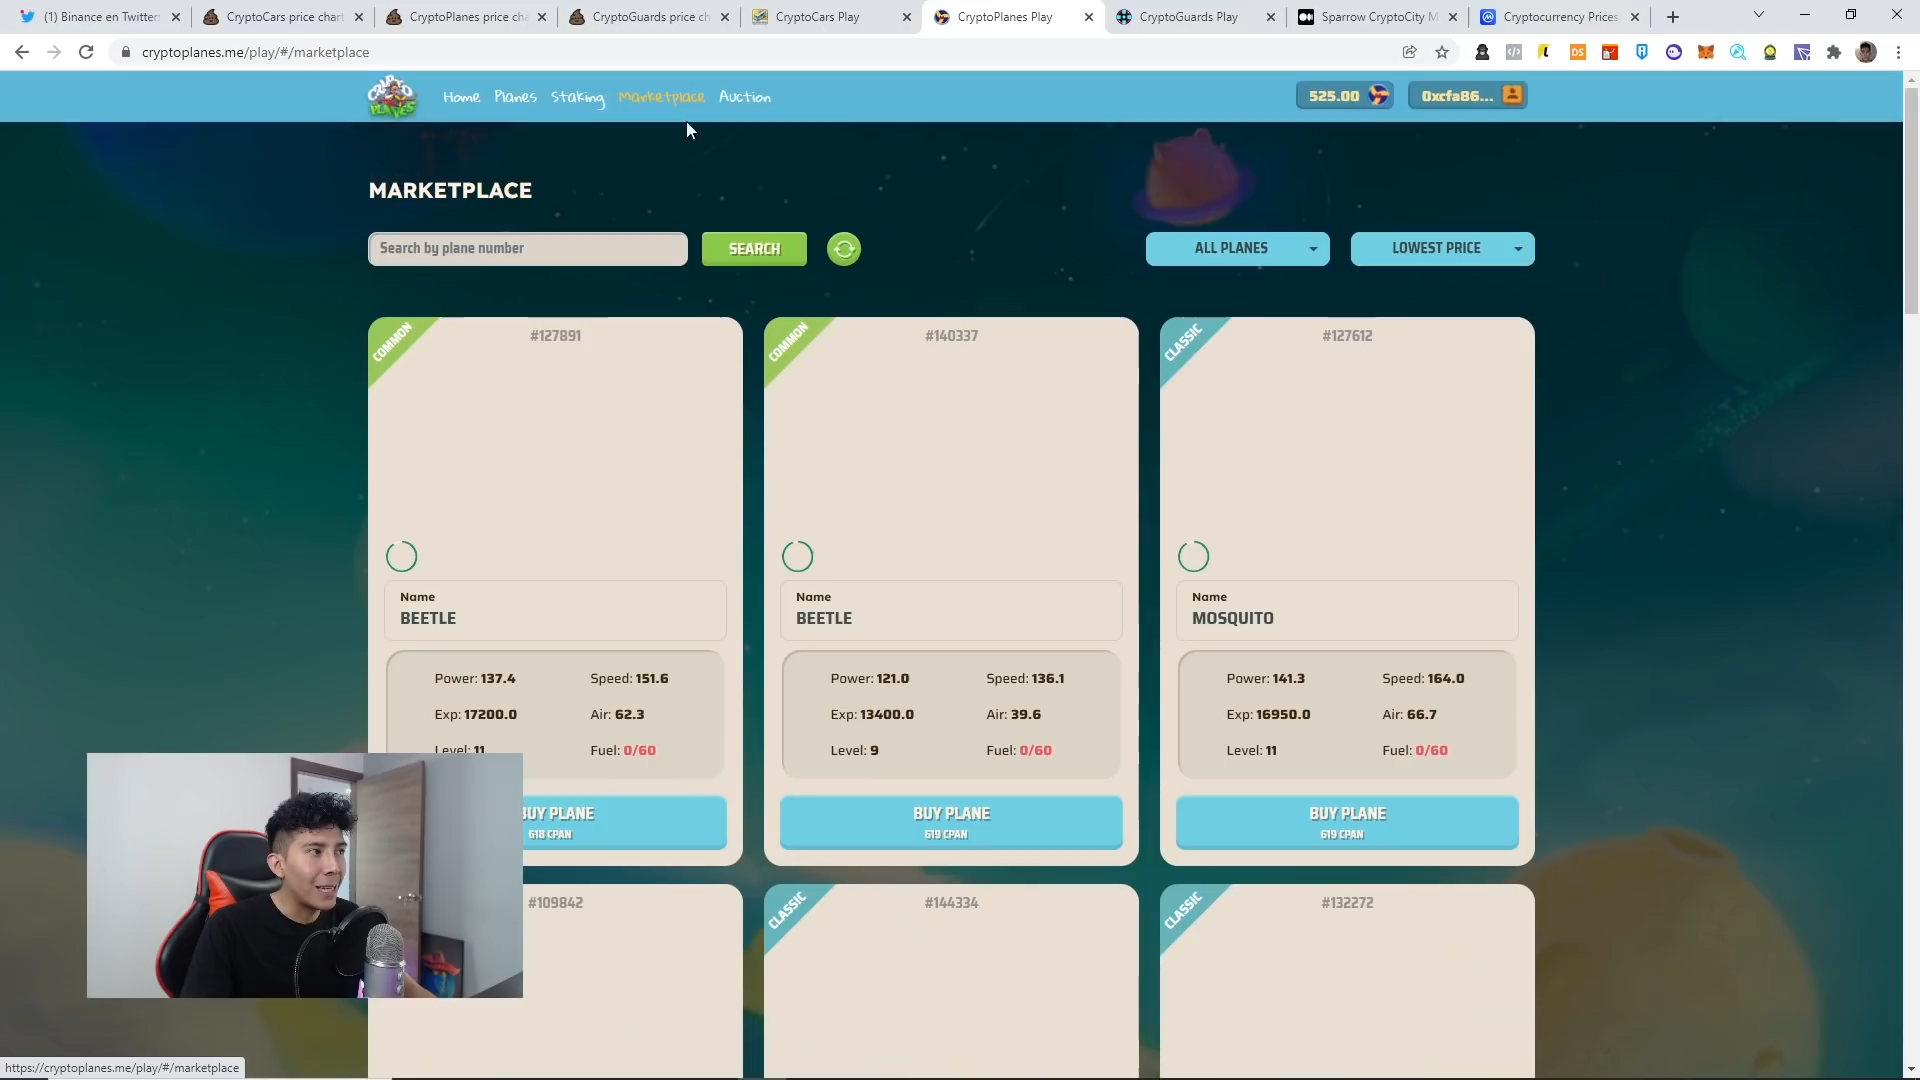 (1) Binance en Twitter:
CryptoCars price chart
CryptoPlanes price cha
CryptoGuards price ch
CryptoCars Play
CryptoPlanes Play
CryptoGuards Play
Sparrow CryptoCity M
Cryptocurrency Prices
cryptoplanes.me/play/#/marketplace
Home Planes Staking Marketplace Auction
525.00
0xcfa86...
MARKETPLACE
Search by plane number
SEARCH
ALL PLANES
LOWEST PRICE
COMMON
#127891
Name
BEETLE
Power: 137.4 Speed: 151.6
Exp: 17200.0 Air: 62.3
Level: 11 Fuel: 0/60
BUY PLANE
618 CPAN
COMMON
#140337
Name
BEETLE
Power: 121.0 Speed: 136.1
Exp: 13400.0 Air: 39.6
Level: 9 Fuel: 0/60
BUY PLANE
619 CPAN
CLASSIC
#127612
Name
MOSQUITO
Power: 141.3 Speed: 164.0
Exp: 16950.0 Air: 66.7
Level: 11 Fuel: 0/60
BUY PLANE
619 CPAN
#109842
CLASSIC
#144334
CLASSIC
#132272
https://cryptoplanes.me/play/#/marketplace